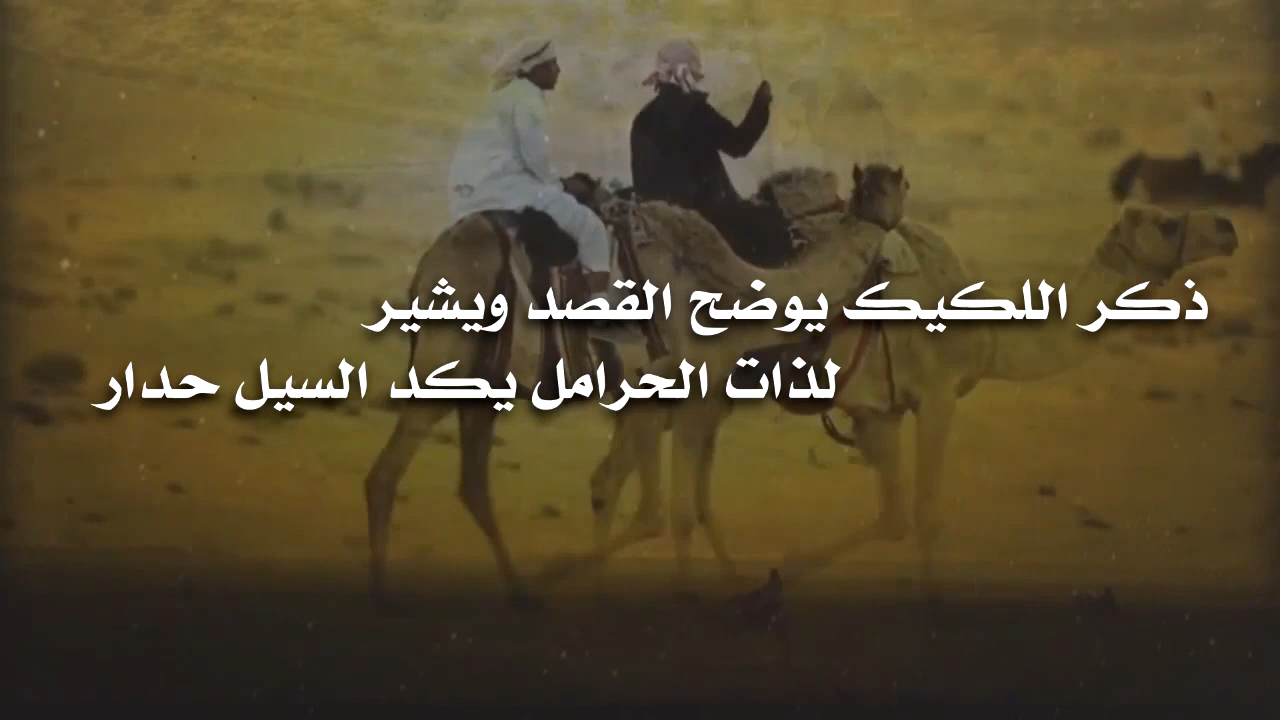 ذكر اللكيك يوضح القصد ويشير
لذات الحرامل يكد السيل حدار